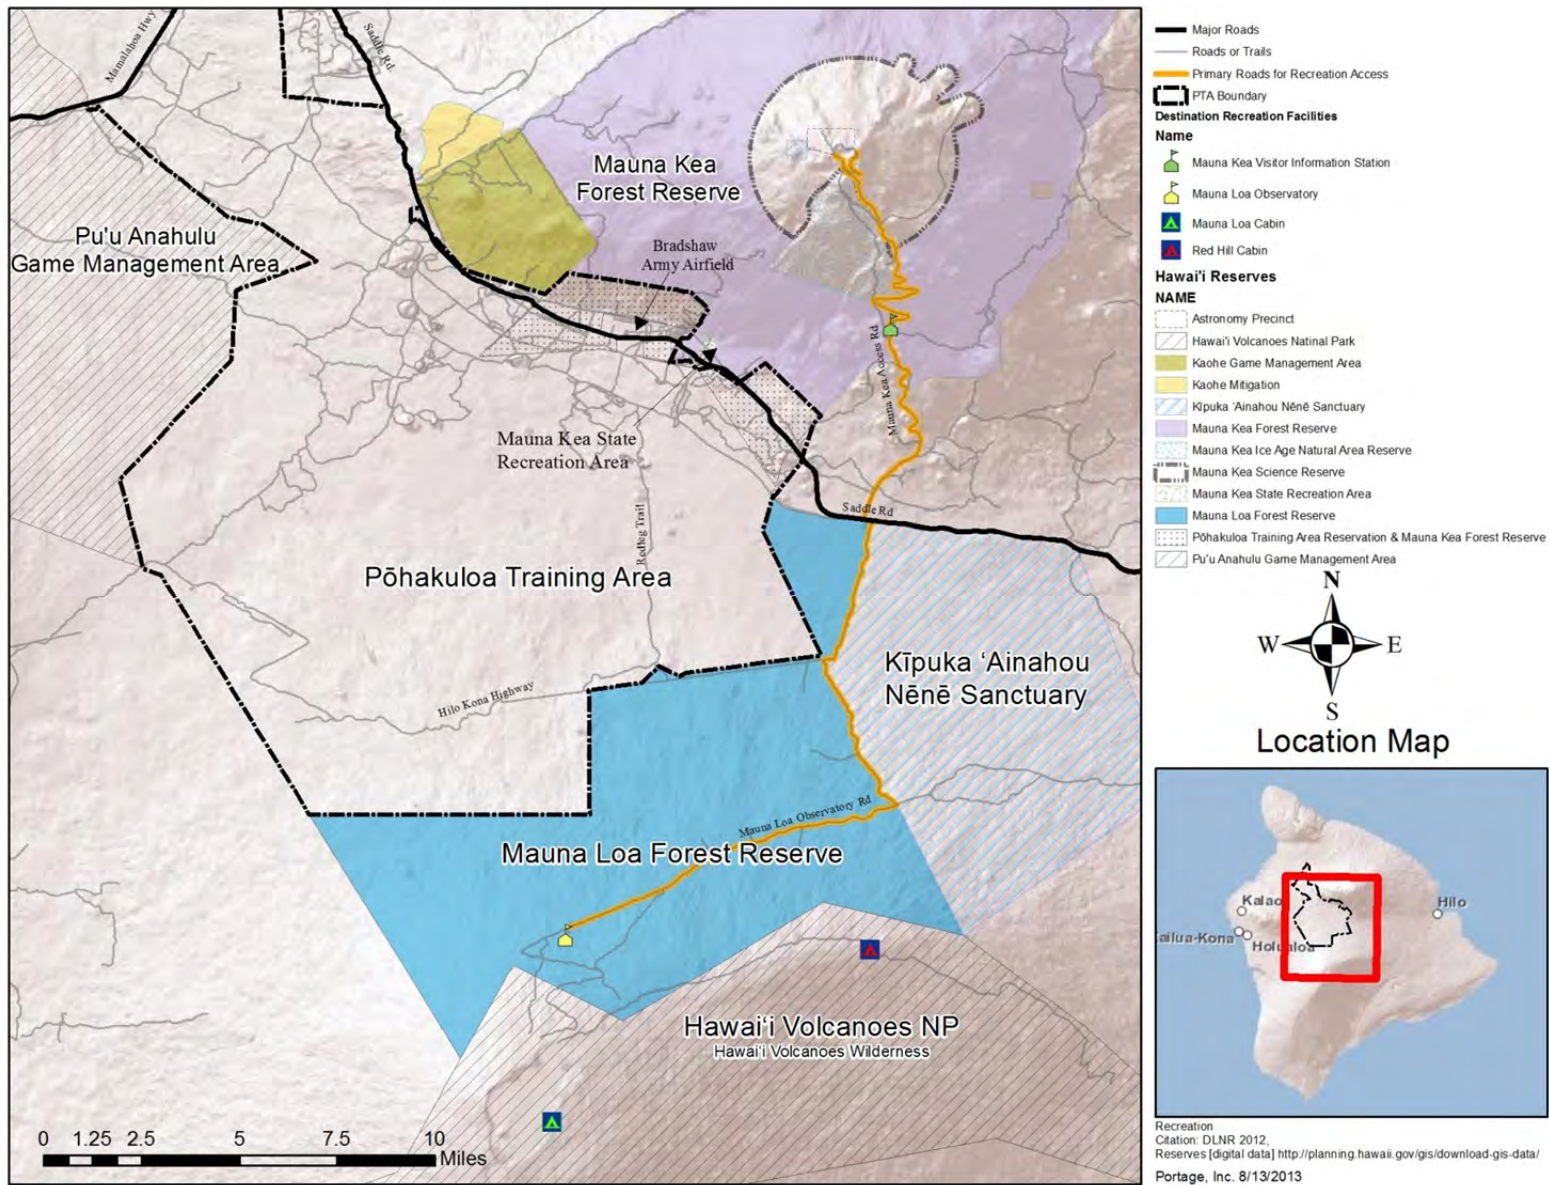 Mamalahoa Hwy
Saddle Rd
Mauna Kea
Forest Reserve
Pu'u Anahulu
Game Management Area
Bradshaw
Army Airfield
Mauna Kea Access Rd
Mauna Kea State
Recreation Area
Saddle Rd
Redleg Trail
Pōhakuloa Training Area
Kīpuka ‘Ainahou
Nēnē Sanctuary
Hilo Kona Highway
Mauna Loa Observatory Rd
Mauna Loa Forest Reserve
Hawai‘i Volcanoes NP
Hawai‘i Volcanoes Wilderness
0 1.25 2.5 5 7.5 10
Miles
Major Roads
Roads or Trails
Primary Roads for Recreation Access
PTA Boundary
Destination Recreation Facilities
Name
Mauna Kea Visitor Information Station
Mauna Loa Observatory
Mauna Loa Cabin
Red Hill Cabin
Hawai'i Reserves
NAME
Astronomy Precinct
Hawai'i Volcanoes Natinal Park
Kaohe Game Management Area
Kaohe Mitigation
Kīpuka ‘Ainahou Nēnē Sanctuary
Mauna Kea Forest Reserve
Mauna Kea Ice Age Natural Area Reserve
Mauna Kea Science Reserve
Mauna Kea State Recreation Area
Mauna Loa Forest Reserve
Pōhakuloa Training Area Reservation & Mauna Kea Forest Reserve
Pu'u Anahulu Game Management Area
N
W E
S
Location Map
Kalao
Hilo
ailua-Kona
Holualoa
Recreation
Citation: DLNR 2012,
Reserves [digital data] http://planning.hawaii.gov/gis/download-gis-data/
Portage, Inc. 8/13/2013